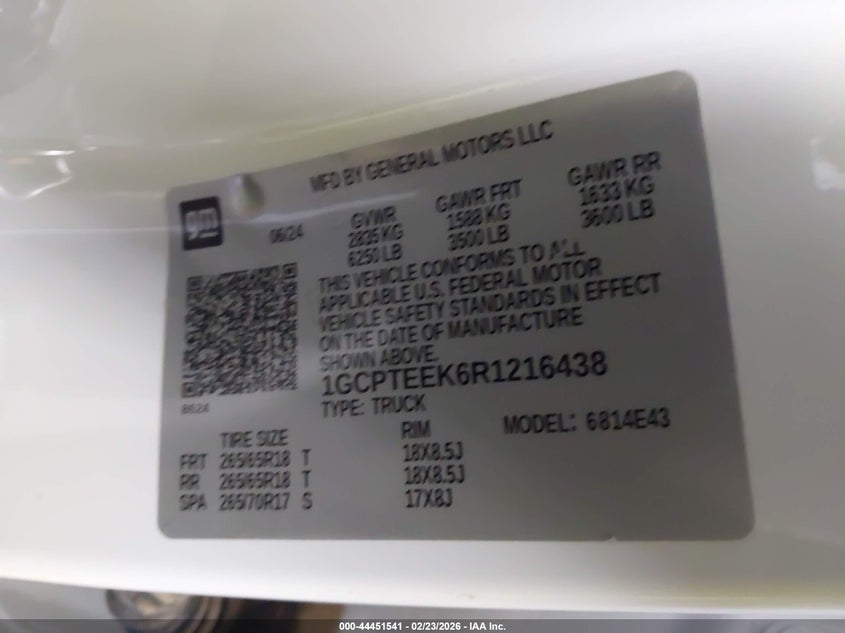 MFD BY GENERAL MOTORS LLC
gm
06/24
GVWR
2835 KG
6250 LB
GAWR FRT
1588 KG
3500 LB
GAWR RR
1633 KG
3600 LB
THIS VEHICLE CONFORMS TO ALL
APPLICABLE U.S. FEDERAL MOTOR
VEHICLE SAFETY STANDARDS IN EFFECT
ON THE DATE OF MANUFACTURE
SHOWN ABOVE.
1GCPTEEK6R1216438
8624
TYPE: TRUCK
MODEL: 6814E43
TIRE SIZE RIM
FRT 265/65R18 T 18X8.5J
RR 265/65R18 T 18X8.5J
SPA 265/70R17 S 17X8J
000-44451541 - 02/23/2026 - IAA Inc.